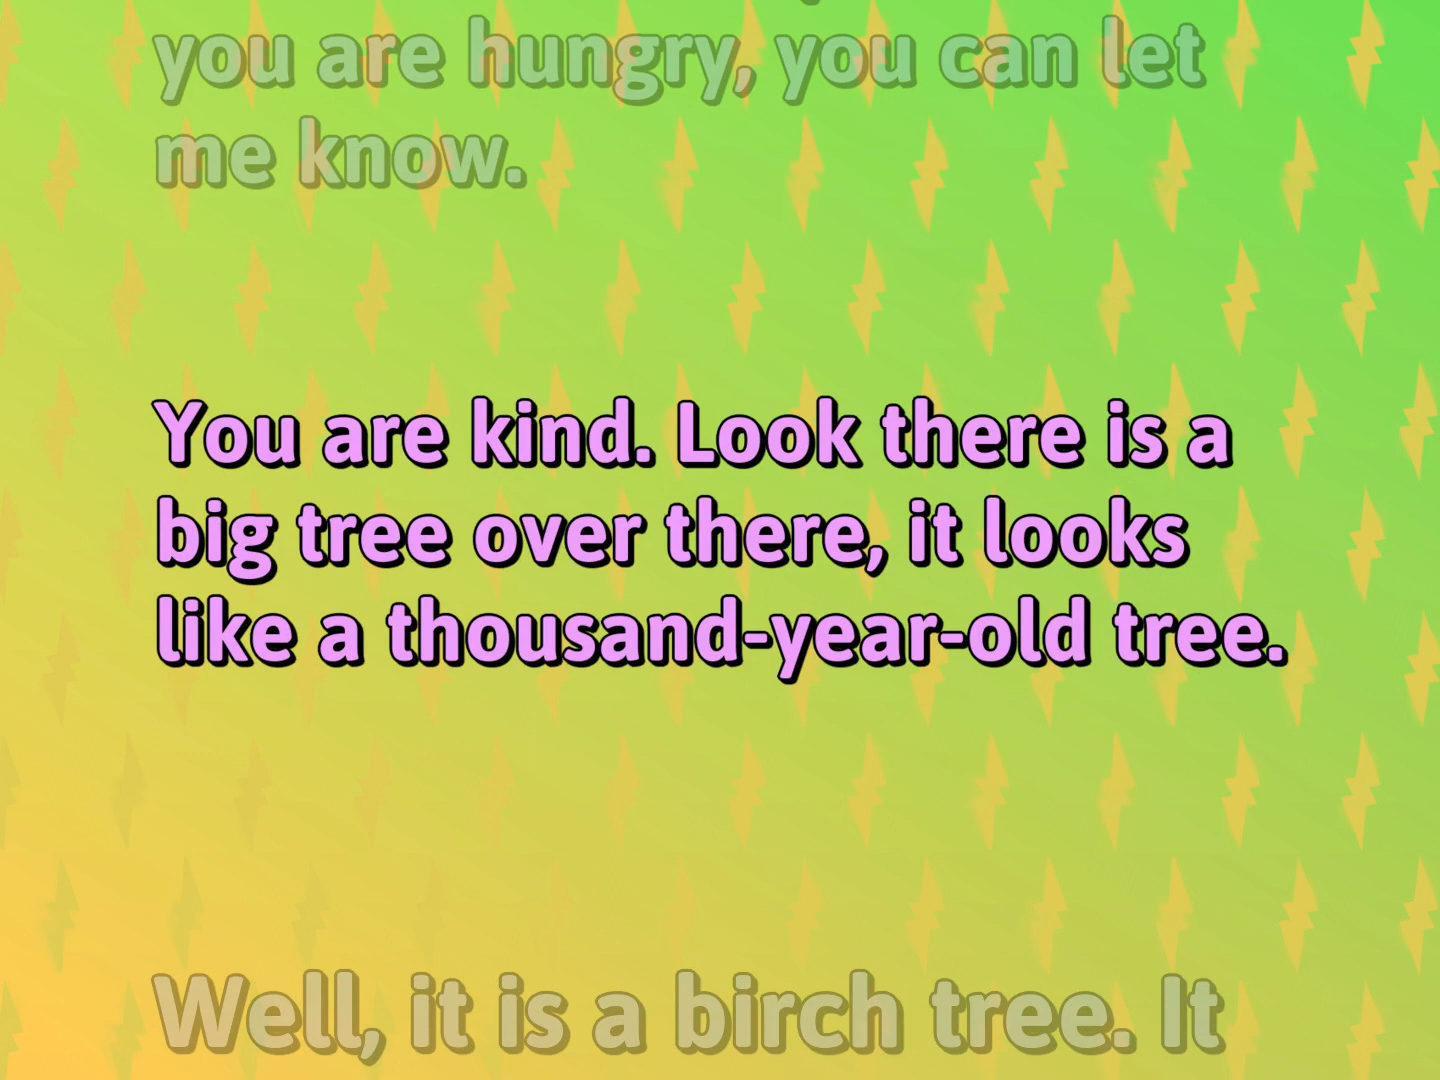 you are hungry, you can let
me know.
You are kind. Look there is a
big tree over there, it looks
like a thousand-year-old tree.
Well, it is a birch tree. It